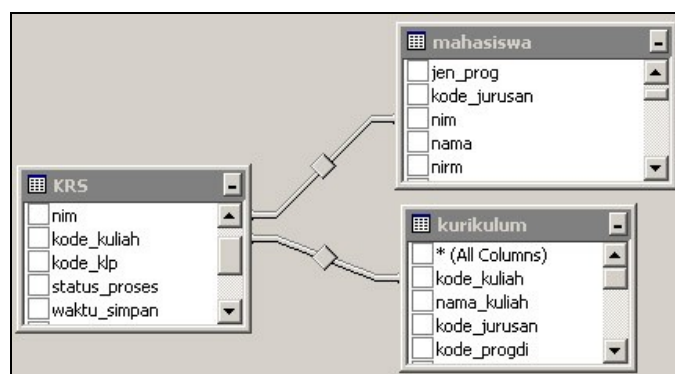 mahasiswa
jen_prog
kode_jurusan
nim
nama
nirm
KRS
nim
kode_kuliah
kode_klp
status_proses
waktu_simpan
kurikulum
* (All Columns)
kode_kuliah
nama_kuliah
kode_jurusan
kode_progdi